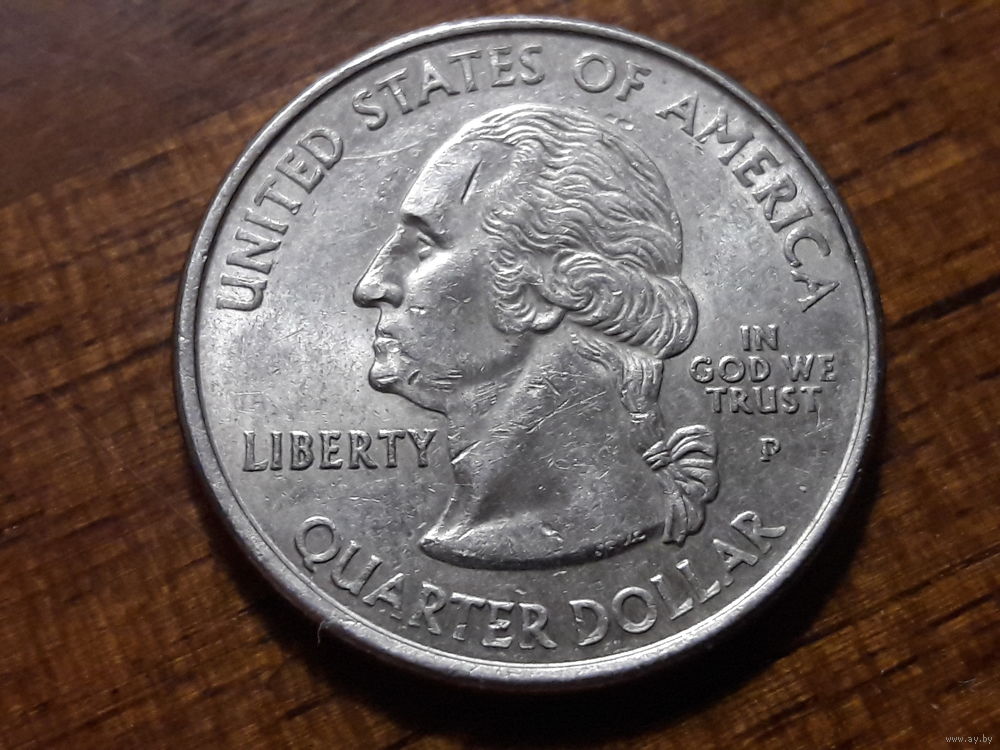 UNITED STATES OF AMERICA
LIBERTY
IN
GOD WE
TRUST
P
QUARTER DOLLAR
www.ay.by